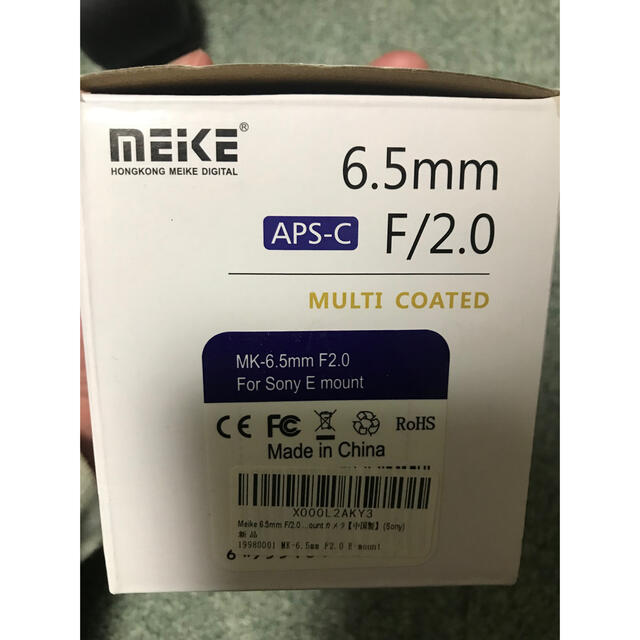 MEIKE®
HONGKONG MEIKE DIGITAL
6.5mm
APS-C F/2.0
MULTI COATED
MK-6.5mm F2.0
For Sony E mount
CE FC RoHS
Made in China
X000L2AKY3
Meike 6.5mm F/2.0 ...ount カメラ【中国製】(Sony)
新品
19980001 MK-6.5mm F2.0 E-mount